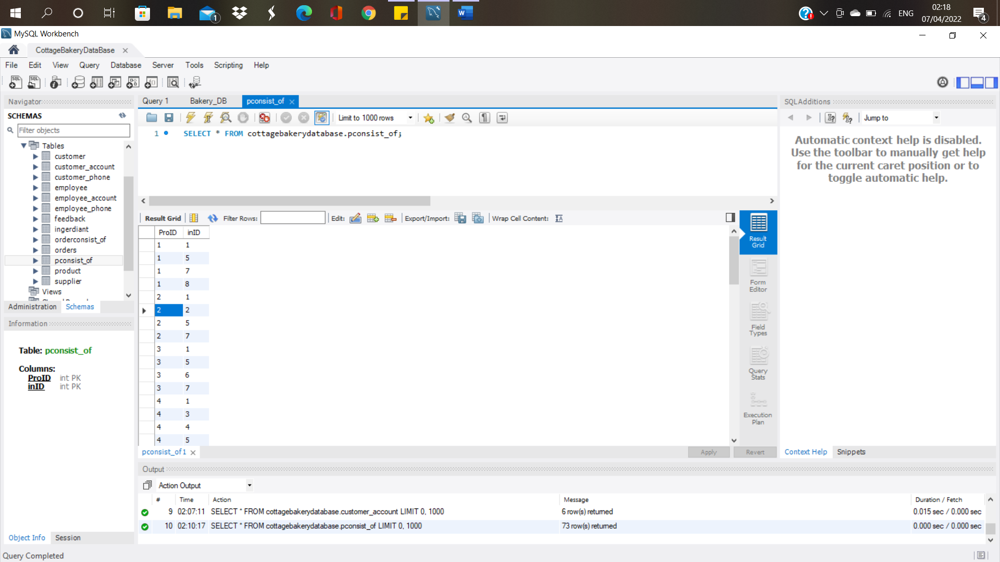 1
ENG
02:18
07/04/2022
4
MySQL Workbench
CottageBakeryDataBase
File Edit View Query Database Server Tools Scripting Help
Navigator
SCHEMAS
Filter objects
Tables
customer
customer_account
customer_phone
employee
employee_account
employee_phone
feedback
ingerdiant
orderconsist_of
orders
pconsist_of
product
supplier
Views
Administration Schemas
Information
Table: pconsist_of
Columns:
ProID int PK
inID int PK
Object Info Session
Query Completed
Query 1 Bakery_DB pconsist_of
Limit to 1000 rows
1 SELECT * FROM cottagebakerydatabase.pconsist_of;
Result Grid Filter Rows: Edit: Export/Import: Wrap Cell Content:
ProID inID
1 1
1 5
1 7
1 8
2 1
2 2
2 5
2 7
3 1
3 5
3 6
3 7
4 1
4 3
4 4
4 5
Result
Grid
Form
Editor
Field
Types
Query
Stats
Execution
Plan
pconsist_of1
Apply Revert
SQLAdditions
Jump to
Automatic context help is disabled.
Use the toolbar to manually get help
for the current caret position or to
toggle automatic help.
Context Help Snippets
Output
Action Output
# Time Action Message Duration / Fetch
9 02:07:11 SELECT * FROM cottagebakerydatabase.customer_account LIMIT 0, 1000 6 row(s) returned 0.015 sec / 0.000 sec
10 02:10:17 SELECT * FROM cottagebakerydatabase.pconsist_of LIMIT 0, 1000 73 row(s) returned 0.000 sec / 0.000 sec